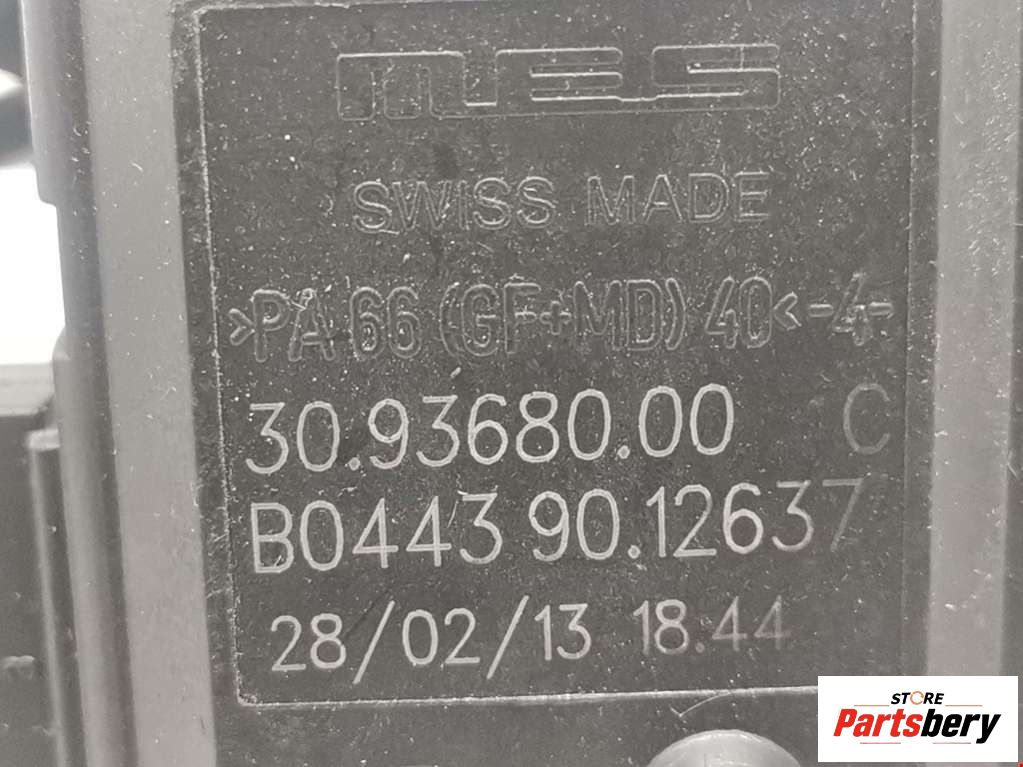 MES
SWISS MADE
>PA 66 (GF+MD) 40< -4-
30.93680.00 C
B0443 90.12637
28/02/13 18.44
STORE
Partsbery